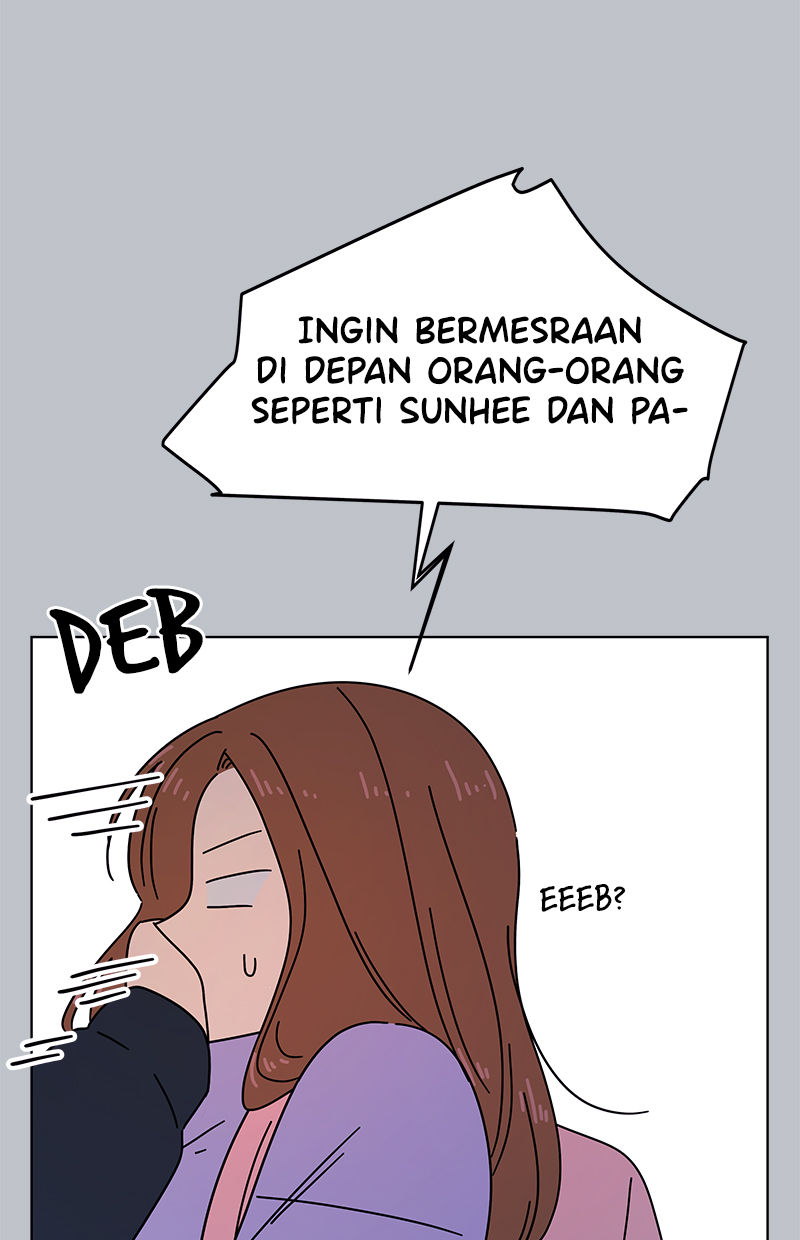 INGIN BERMESRAAN
DI DEPAN ORANG-ORANG
SEPERTI SUNHEE DAN PA-
DEB
EEEB?